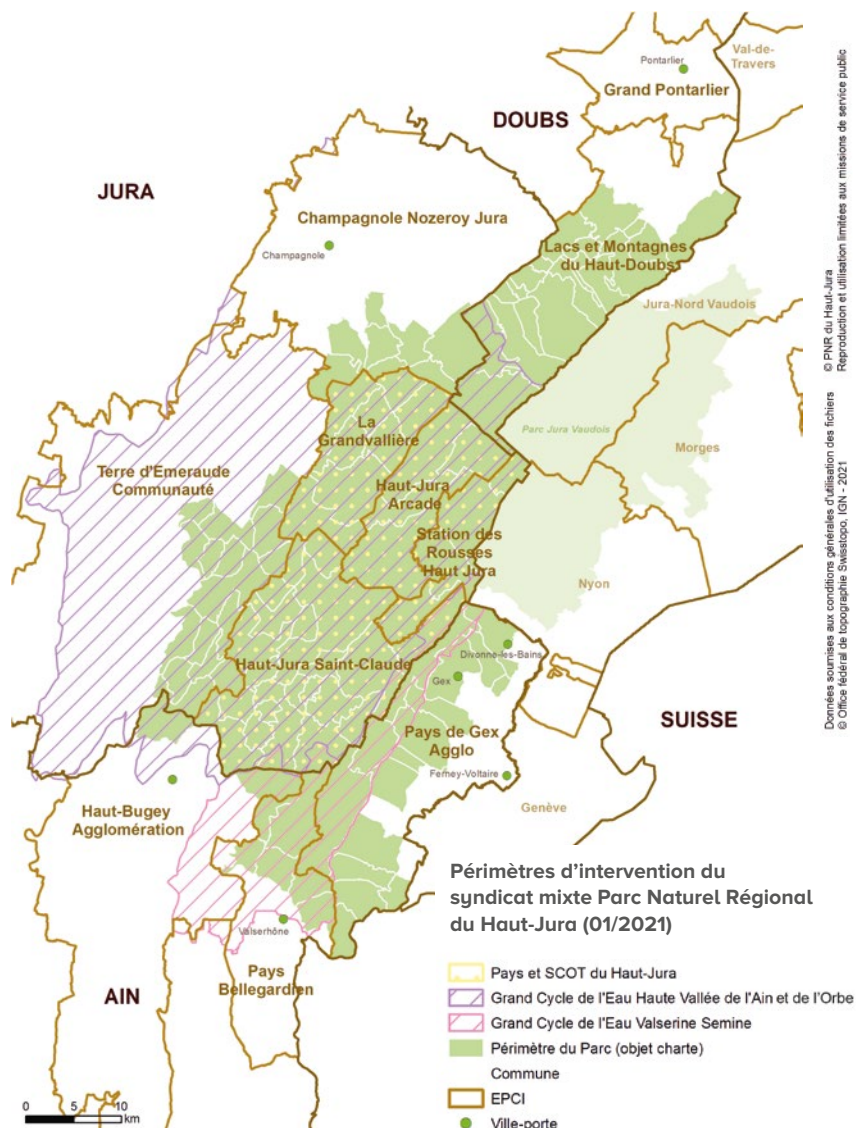 Pontarlier
Val-de-
Travers
Grand Pontarlier
DOUBS
JURA
Champagnole Nozeroy Jura
Champagnole
Lacs et Montagnes
du Haut-Doubs
Jura-Nord Vaudois
La
Grandvallière
Parc Jura Vaudois
Morges
Terre d'Émeraude
Communauté
Haut-Jura
Arcade
Station des
Rousses
Haut Jura
Nyon
Haut-Jura Saint-Claude
Divonne-les-Bains
Gex
SUISSE
Pays de Gex
Agglo
Ferney-Voltaire
Genève
Haut-Bugey
Agglomération
Valserhône
Pays
Bellegardien
AIN
Périmètres d'intervention du
syndicat mixte Parc Naturel Régional
du Haut-Jura (01/2021)
Pays et SCOT du Haut-Jura
Grand Cycle de l'Eau Haute Vallée de l'Ain et de l'Orbe
Grand Cycle de l'Eau Valserine Semine
Périmètre du Parc (objet charte)
Commune
EPCI
Ville-porte
0 5 10
km
© PNR du Haut-Jura
Reproduction et utilisation limitées aux missions de service public
Données soumises aux conditions générales d'utilisation des fichiers
© Office fédéral de topographie Swisstopo, IGN - 2021